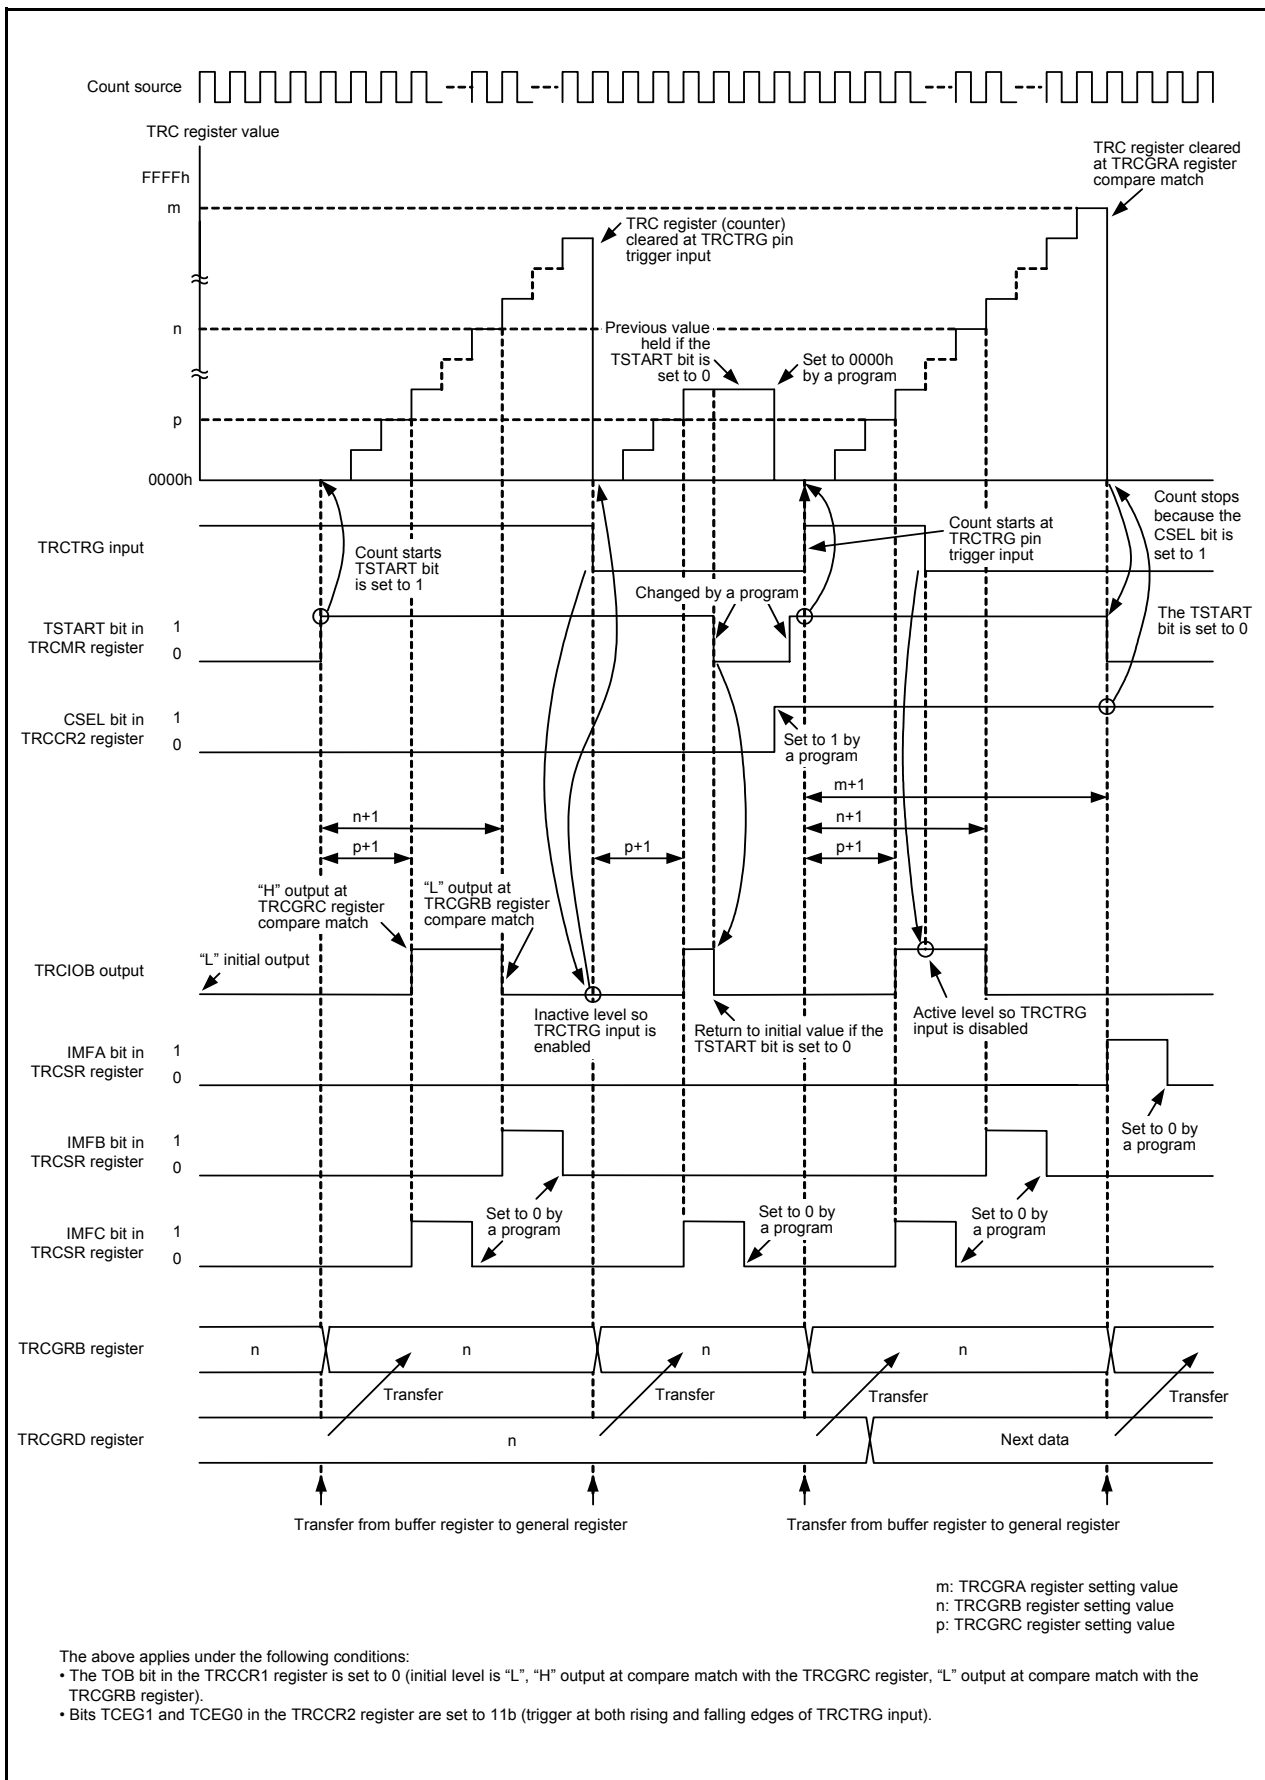 Count source
TRC register value
FFFFh
m
n
p
0000h
TRC register cleared
at TRCGRA register
compare match
TRC register (counter)
cleared at TRCTRG pin
trigger input
Previous value
held if the
TSTART bit is
set to 0
Set to 0000h
by a program
TRCTRG input
Count starts
TSTART bit
is set to 1
Count starts at
TRCTRG pin
trigger input
Count stops
because the
CSEL bit is
set to 1
Changed by a program
TSTART bit in
TRCMR register
1
0
The TSTART
bit is set to 0
CSEL bit in
TRCCR2 register
1
0
Set to 1 by
a program
m+1
n+1
n+1
p+1
p+1
p+1
"H" output at
TRCGRC register
compare match
"L" output at
TRCGRB register
compare match
TRCIOB output
"L" initial output
Inactive level so
TRCTRG input is
enabled
Return to initial value if the
TSTART bit is set to 0
Active level so TRCTRG
input is disabled
IMFA bit in
TRCSR register
1
0
Set to 0 by
a program
IMFB bit in
TRCSR register
1
0
Set to 0 by
a program
Set to 0 by
a program
Set to 0 by
a program
IMFC bit in
TRCSR register
1
0
TRCGRB register
n
n
n
n
Transfer
Transfer
Transfer
Transfer
TRCGRD register
n
Next data
Transfer from buffer register to general register
Transfer from buffer register to general register
m: TRCGRA register setting value
n: TRCGRB register setting value
p: TRCGRC register setting value
The above applies under the following conditions:
• The TOB bit in the TRCCR1 register is set to 0 (initial level is "L", "H" output at compare match with the TRCGRC register, "L" output at compare match with the
TRCGRB register).
• Bits TCEG1 and TCEG0 in the TRCCR2 register are set to 11b (trigger at both rising and falling edges of TRCTRG input).